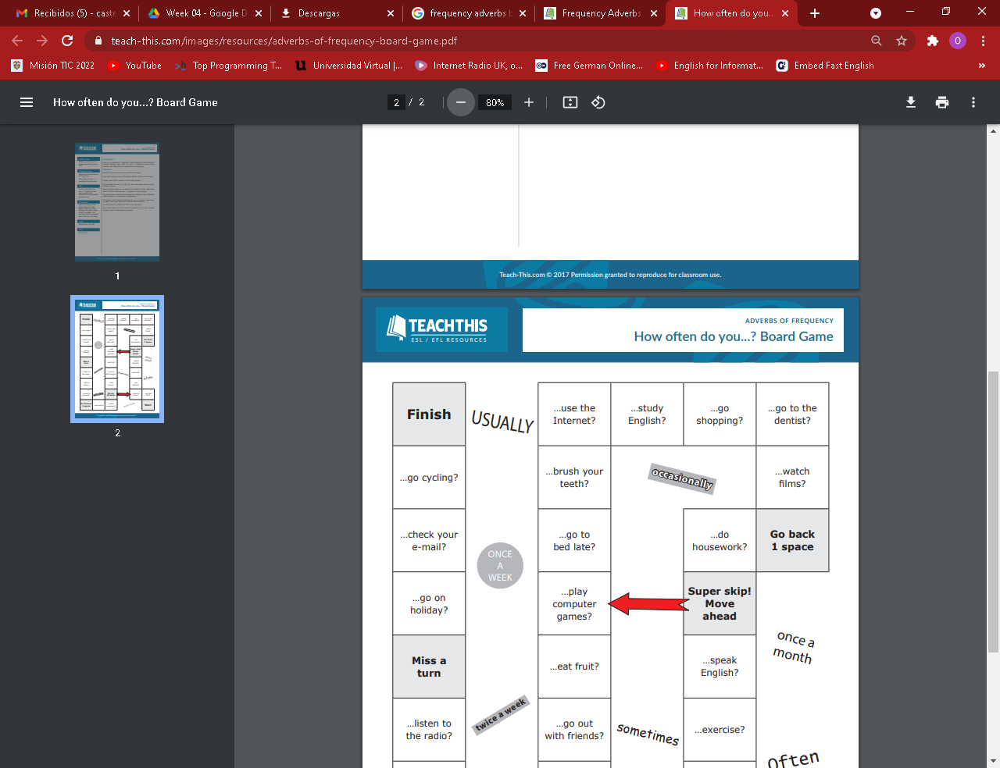 Recibidos (5) - caste
Week 04 - Google D
Descargas
frequency adverbs b
Frequency Adverbs
How often do you...
teach-this.com/images/resources/adverbs-of-frequency-board-game.pdf
O
Misión TIC 2022
YouTube
Top Programming T...
Universidad Virtual |...
Internet Radio UK, o...
Free German Online...
English for Informat...
Embed Fast English
»
How often do you...? Board Game
2 / 2
80%
1
2
Teach-This.com © 2017 Permission granted to reproduce for classroom use.
TEACHTHIS
ESL / EFL RESOURCES
ADVERBS OF FREQUENCY
How often do you...? Board Game
Finish
USUALLY
...use the
Internet?
...study
English?
...go
shopping?
...go to the
dentist?
...go cycling?
...brush your
teeth?
occasionally
...watch
films?
...check your
e-mail?
ONCE
A
WEEK
...go to
bed late?
...do
housework?
Go back
1 space
...go on
holiday?
...play
computer
games?
Super skip!
Move
ahead
once a
month
Miss a
turn
...eat fruit?
...speak
English?
...listen to
the radio?
twice a week
...go out
with friends?
sometimes
...exercise?
Often